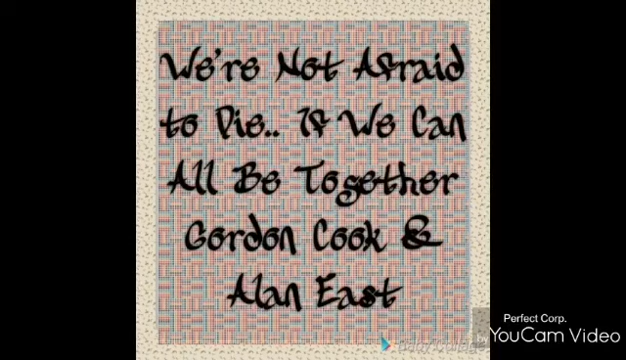 We're Not Afraid
to Die.. If We Can
All Be Together
Gordon Cook &
Alan East
by
Perfect Corp.
YouCam Video